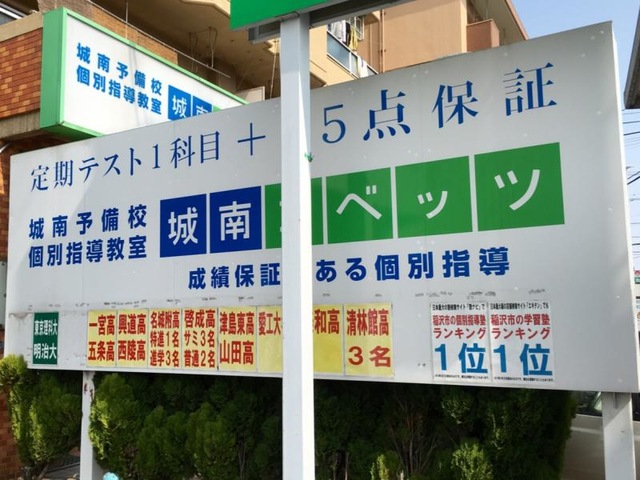 城南予備校
個別指導教室 城南
定期テスト1科目＋ 5点保証
城南予備校
個別指導教室
城南 ベッツ
成績保証 ある個別指導
東京理科大
明治大
一宮高
五条高
興道高
西陵高
名城附高
特進1名
進学3名
啓成高
サミ3名
普通2名
津島東高
山田高
愛工大
和高
清林館高
3名
稲沢市の個別指導塾
ランキング
1位
稲沢市の学習塾
ランキング
1位